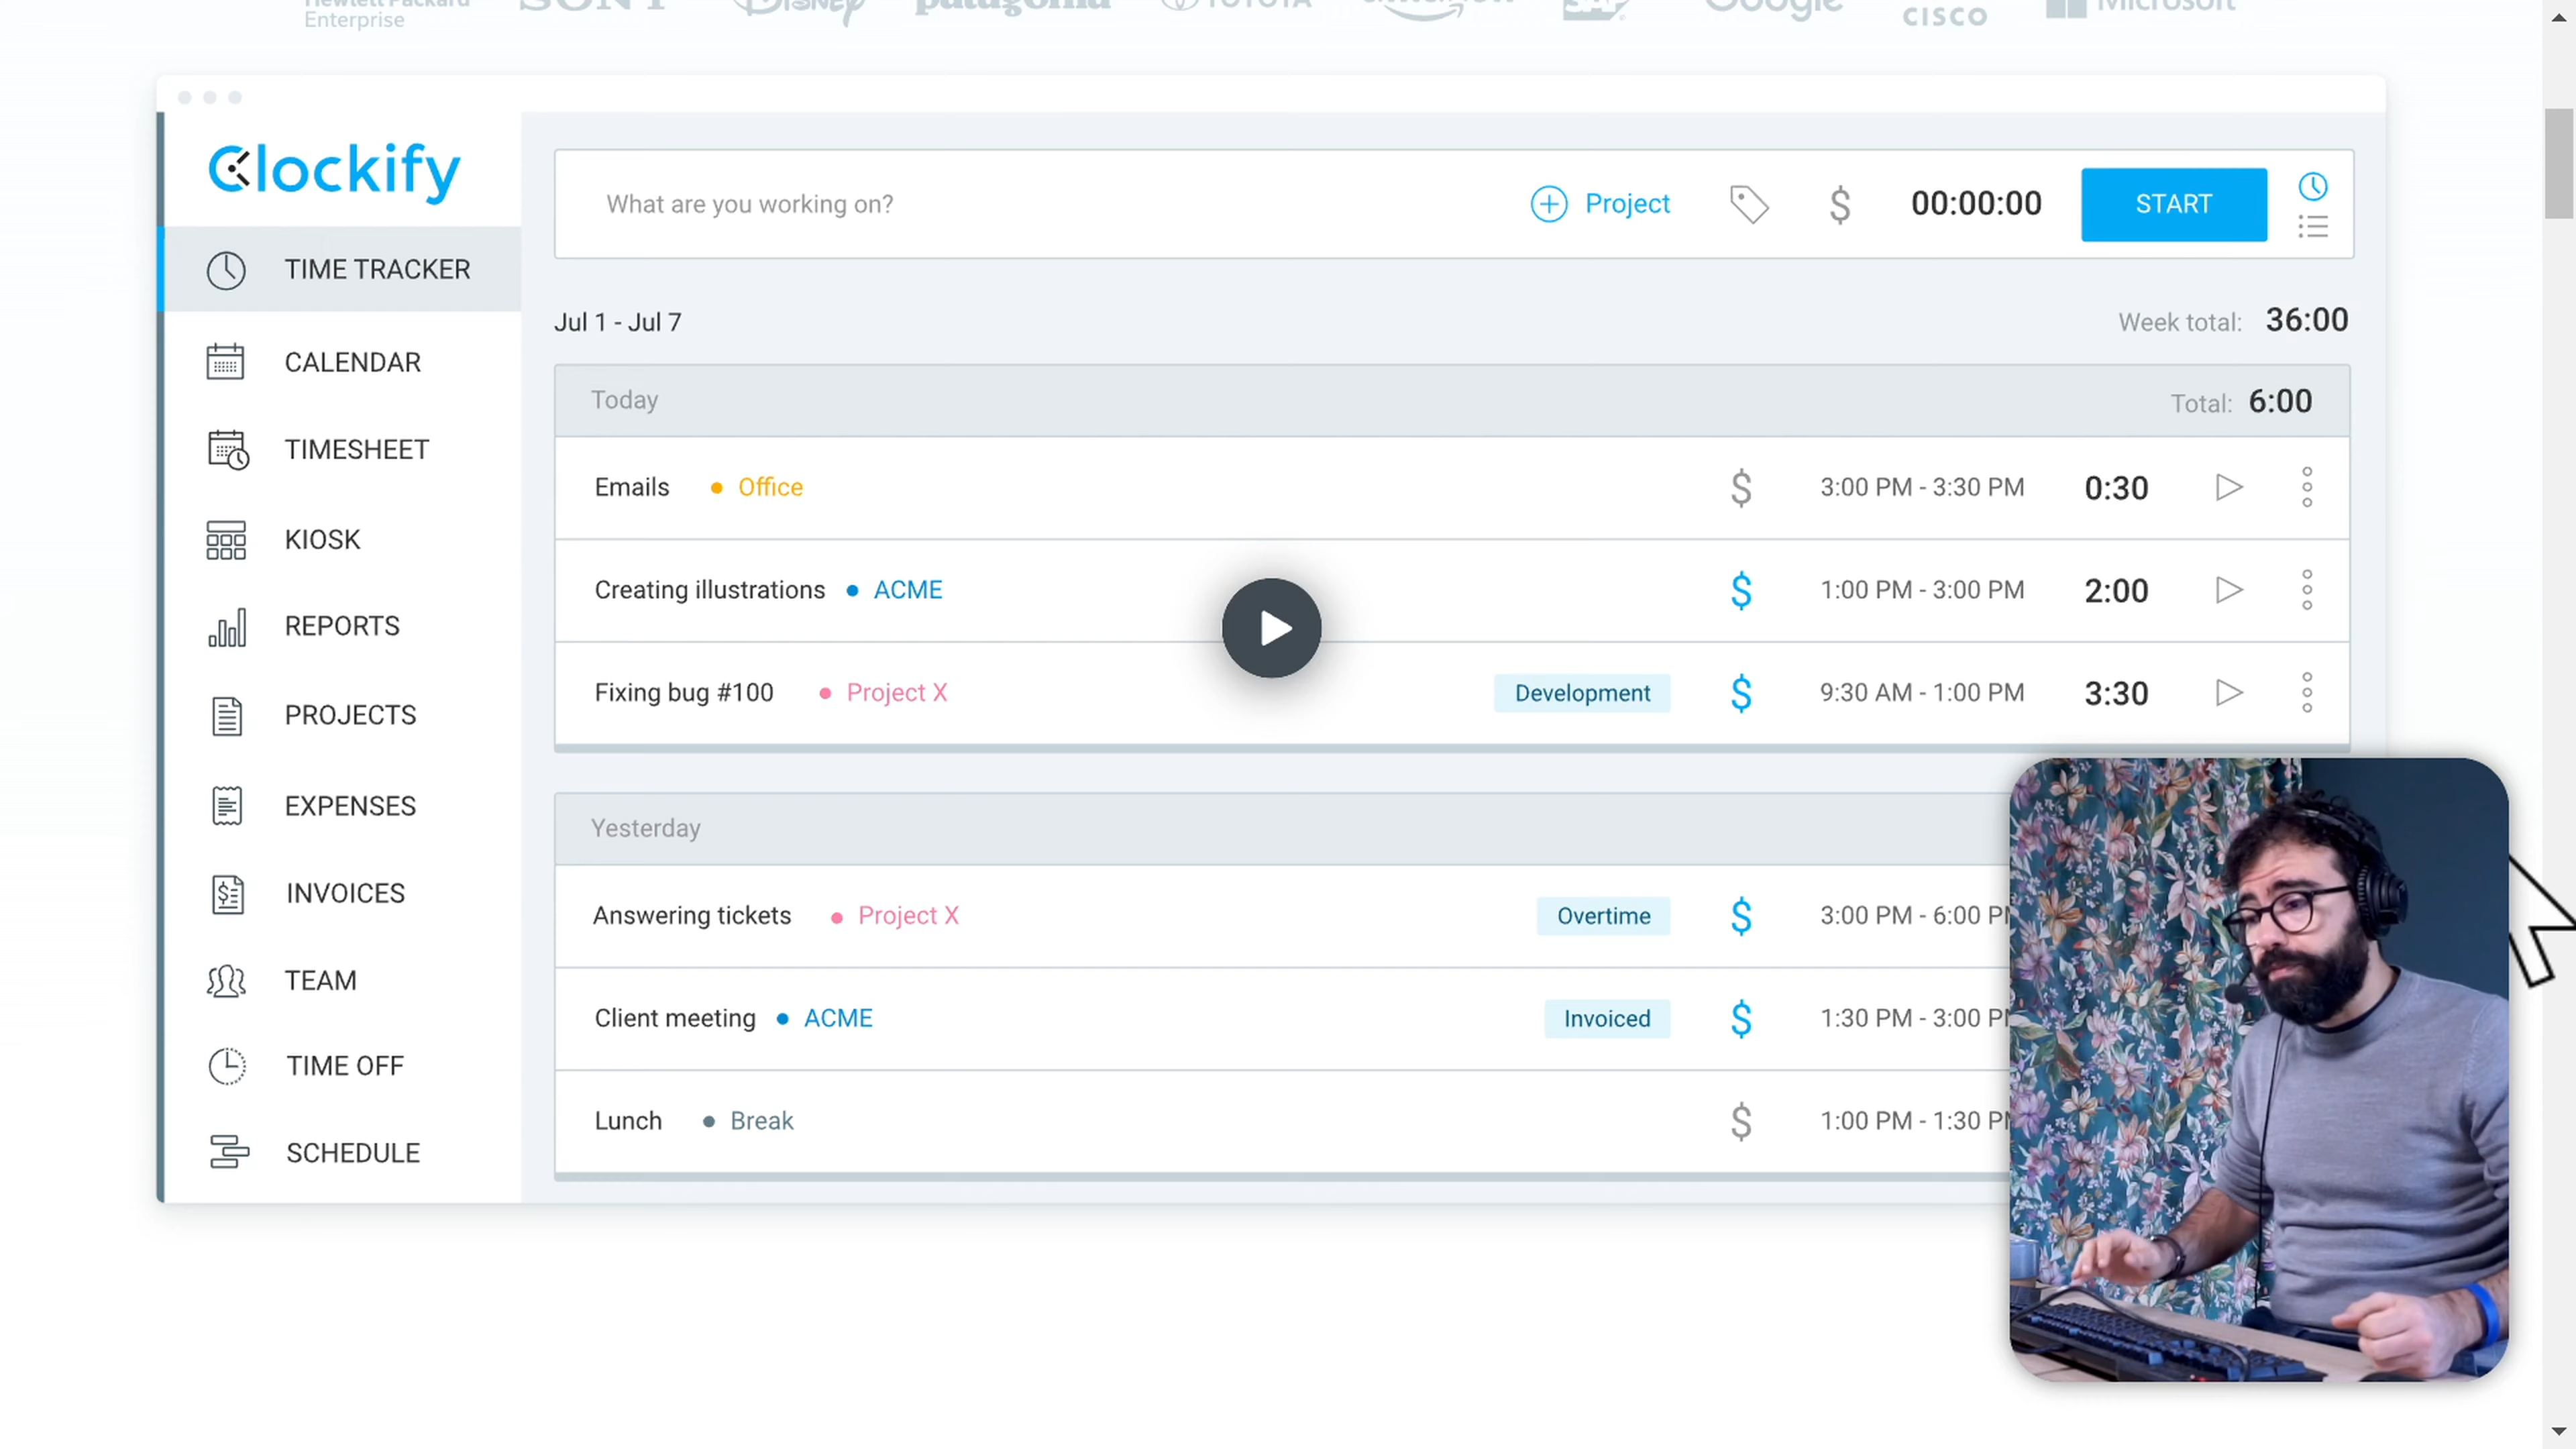 Enterprise
CISCO
Clockify
TIME TRACKER
CALENDAR
TIMESHEET
KIOSK
REPORTS
PROJECTS
EXPENSES
INVOICES
TEAM
TIME OFF
SCHEDULE
What are you working on?
Project
$
00:00:00
START
Jul 1 - Jul 7
Week total: 36:00
Today
Total: 6:00
Emails • Office $ 3:00 PM - 3:30 PM 0:30
Creating illustrations • ACME $ 1:00 PM - 3:00 PM 2:00
Fixing bug #100 • Project X Development $ 9:30 AM - 1:00 PM 3:30
Yesterday
Answering tickets • Project X Overtime $ 3:00 PM - 6:00
Client meeting • ACME Invoiced $ 1:30 PM - 3:00
Lunch • Break $ 1:00 PM - 1:30